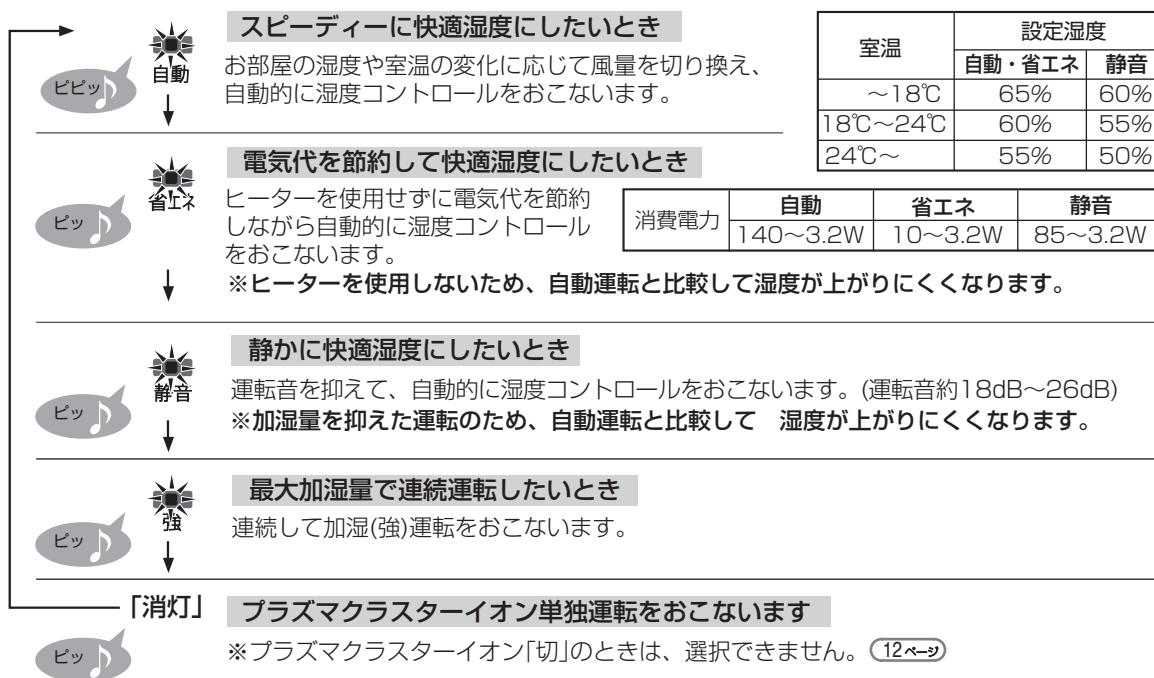 スピーディーに快適湿度にしたいとき
ピピッ
自動
お部屋の湿度や室温の変化に応じて風量を切り換え、
自動的に湿度コントロールをおこないます。
室温 設定湿度
自動・省エネ 静音
～18℃ 65% 60%
18℃～24℃ 60% 55%
24℃～ 55% 50%
電気代を節約して快適湿度にしたいとき
ピッ
省エネ
ヒーターを使用せずに電気代を節約
しながら自動的に湿度コントロール
をおこないます。
消費電力 自動 省エネ 静音
140～3.2W 10～3.2W 85～3.2W
※ヒーターを使用しないため、自動運転と比較して湿度が上がりにくくなります。
静かに快適湿度にしたいとき
ピッ
静音
運転音を抑えて、自動的に湿度コントロールをおこないます。(運転音約18dB～26dB)
※加湿量を抑えた運転のため、自動運転と比較して　湿度が上がりにくくなります。
最大加湿量で連続運転したいとき
ピッ
強
連続して加湿(強)運転をおこないます。
「消灯」 プラズマクラスターイオン単独運転をおこないます
ピッ
※プラズマクラスターイオン「切」のときは、選択できません。 12ページ